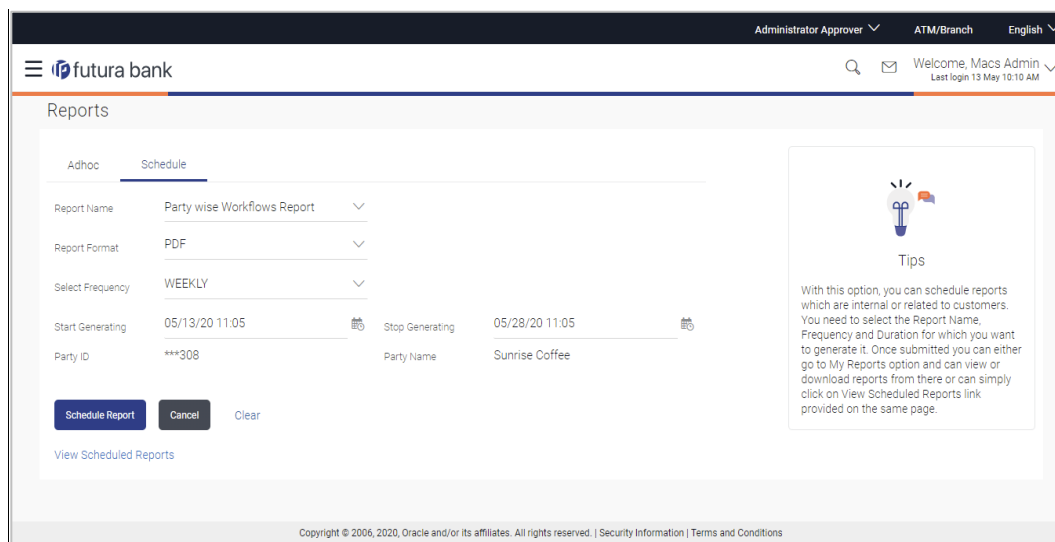 Administrator Approver ATM/Branch English
futura bank Welcome, Macs Admin
Last login 13 May 10:10 AM
Reports
Adhoc Schedule
Report Name Party wise Workflows Report
Report Format PDF
Select Frequency WEEKLY
Start Generating 05/13/20 11:05 Stop Generating 05/28/20 11:05
Party ID ***308 Party Name Sunrise Coffee
Schedule Report Cancel Clear
View Scheduled Reports
Tips
With this option, you can schedule reports
which are internal or related to customers.
You need to select the Report Name,
Frequency and Duration for which you want
to generate it. Once submitted you can either
go to My Reports option and can view or
download reports from there or can simply
click on View Scheduled Reports link
provided on the same page.
Copyright © 2006, 2020, Oracle and/or its affiliates. All rights reserved. | Security Information | Terms and Conditions